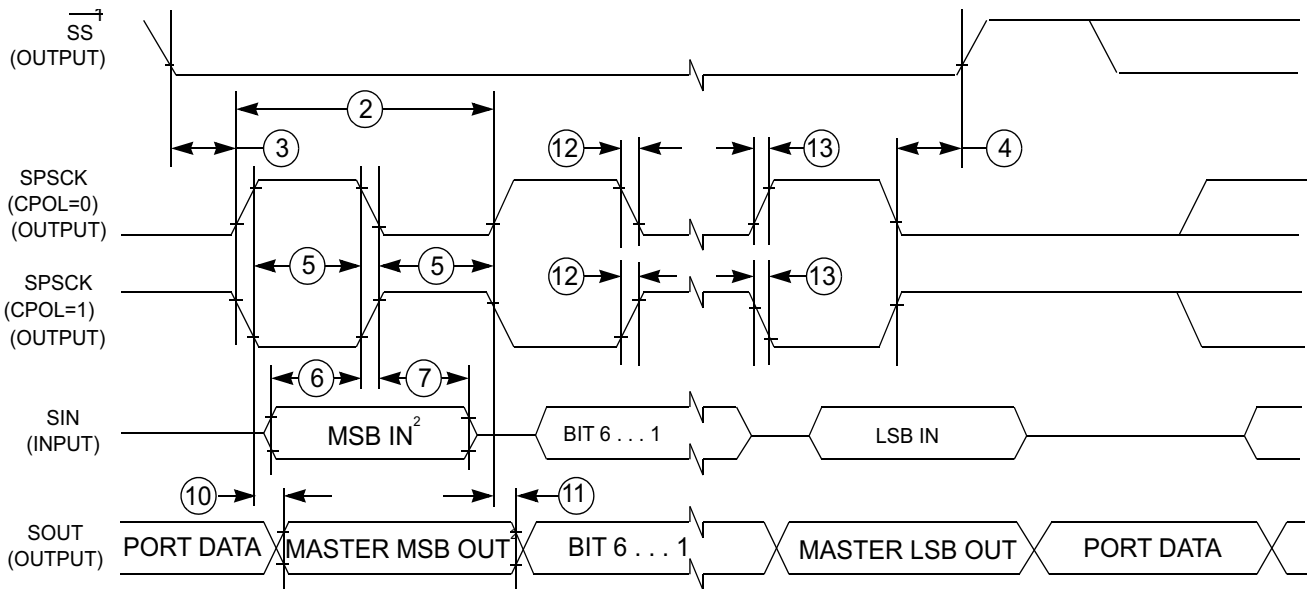 SS 1
(OUTPUT)
2
3
12
13
4
SPSCK
(CPOL=0)
(OUTPUT)
5
5
12
13
SPSCK
(CPOL=1)
(OUTPUT)
6
7
SIN
(INPUT)
MSB IN 2
BIT 6 . . . 1
LSB IN
10
11
SOUT
(OUTPUT)
PORT DATA
MASTER MSB OUT 2
BIT 6 . . . 1
MASTER LSB OUT
PORT DATA